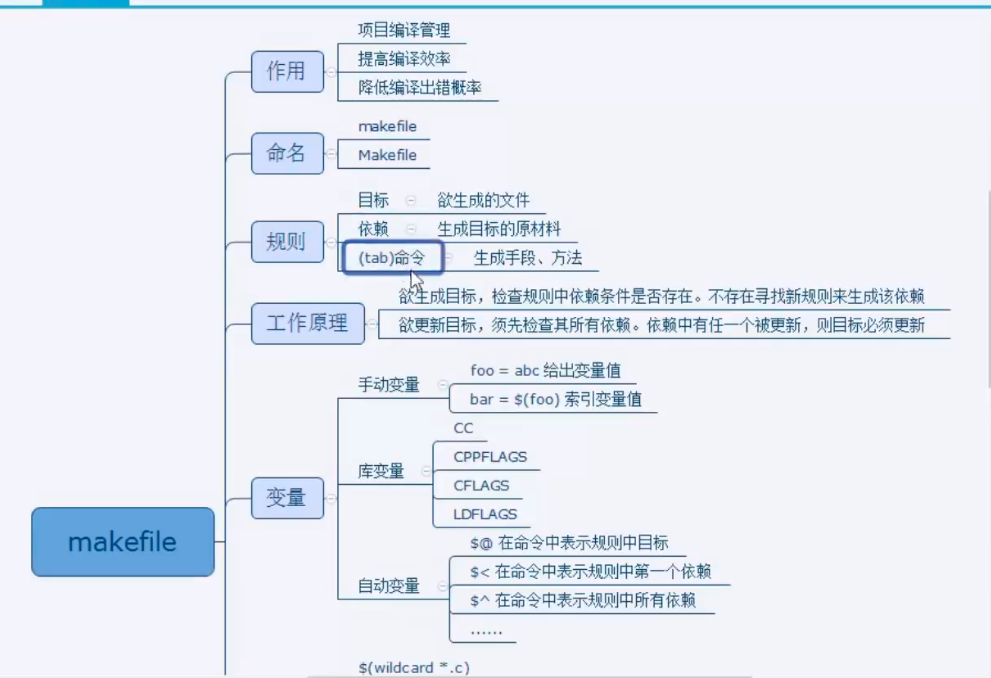 作用
项目编译管理
提高编译效率
降低编译出错概率
命名
makefile
Makefile
规则
目标 欲生成的文件
依赖 生成目标的原材料
(tab)命令 生成手段、方法
工作原理
欲生成目标，检查规则中依赖条件是否存在。不存在寻找新规则来生成该依赖
欲更新目标，须先检查其所有依赖。依赖中有任一个被更新，则目标必须更新
makefile
变量
手动变量
foo = abc 给出变量值
bar = $(foo) 索引变量值
库变量
CC
CPPFLAGS
CFLAGS
LDFLAGS
自动变量
$@ 在命令中表示规则中目标
$< 在命令中表示规则中第一个依赖
$^ 在命令中表示规则中所有依赖
......
$(wildcard *.c)